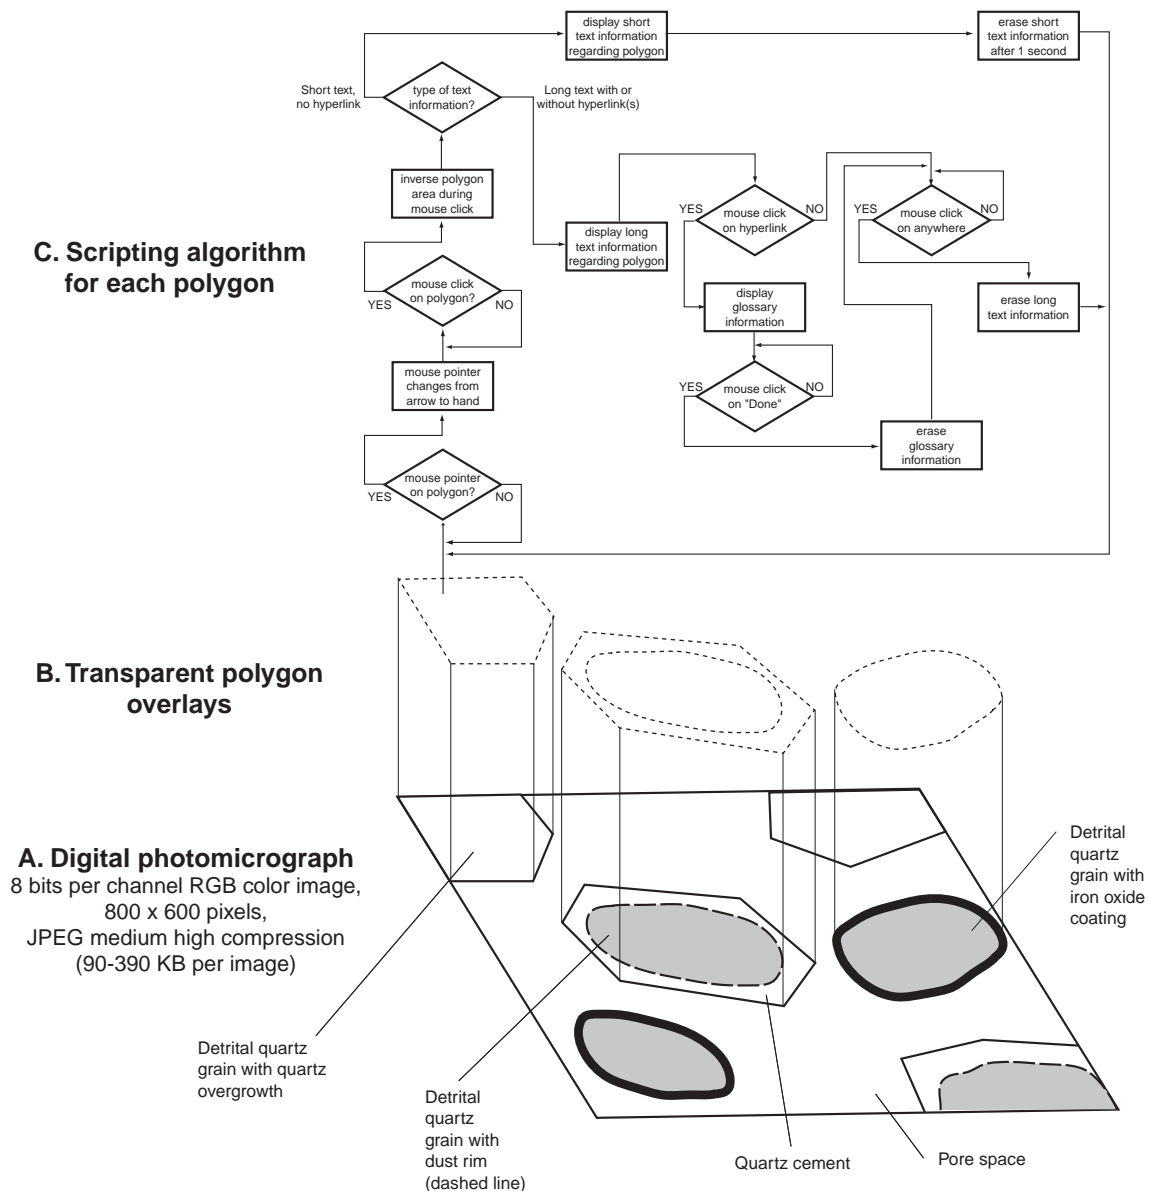 display short
text information
regarding polygon
erase short
text information
after 1 second
Short text,
no hyperlink
type of text
information?
Long text with or
without hyperlink(s)
inverse polygon
area during
mouse click
YES
mouse click
on hyperlink
NO
YES
mouse click
on anywhere
NO
display long
text information
regarding polygon
C. Scripting algorithm
for each polygon
mouse click
on polygon?
YES
NO
display
glossary
information
erase long
text information
mouse pointer
changes from
arrow to hand
YES
mouse click
on "Done"
NO
erase
glossary
information
mouse pointer
on polygon?
YES
NO
B. Transparent polygon
overlays
A. Digital photomicrograph
8 bits per channel RGB color image,
800 x 600 pixels,
JPEG medium high compression
(90-390 KB per image)
Detrital
quartz
grain with
iron oxide
coating
Detrital quartz
grain with quartz
overgrowth
Detrital
quartz
grain with
dust rim
(dashed line)
Quartz cement
Pore space